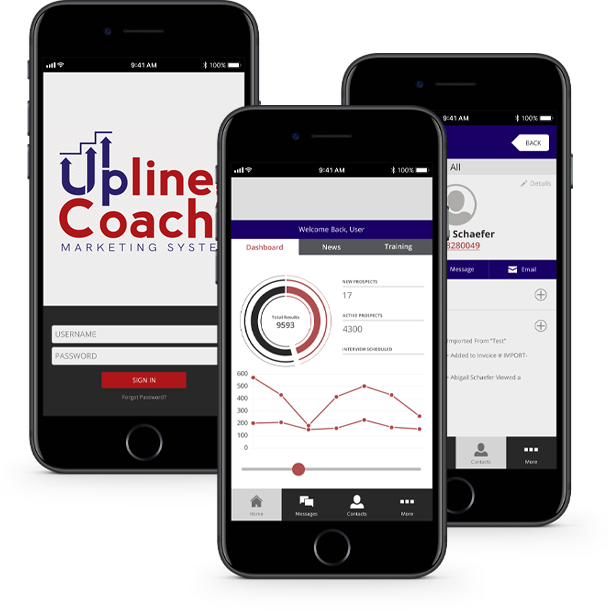 9:41 AM
100%
Upline
Coach
MARKETING SYSTE
USERNAME
PASSWORD
SIGN IN
Forgot Password?
9:41 AM
100%
Welcome Back, User
Dashboard
News
Training
Total Results
9593
NEW PROSPECTS
17
ACTIVE PROSPECTS
4300
INTERVIEW SCHEDULED
600
500
400
300
200
100
0
Home
Messages
Contacts
More
9:41 AM
100%
BACK
All
Details
Schaefer
8280049
Message
Email
mported From "Test"
- Added to Invoice # IMPORT-
- Abigail Schaefer Viewed a
Contacts
More